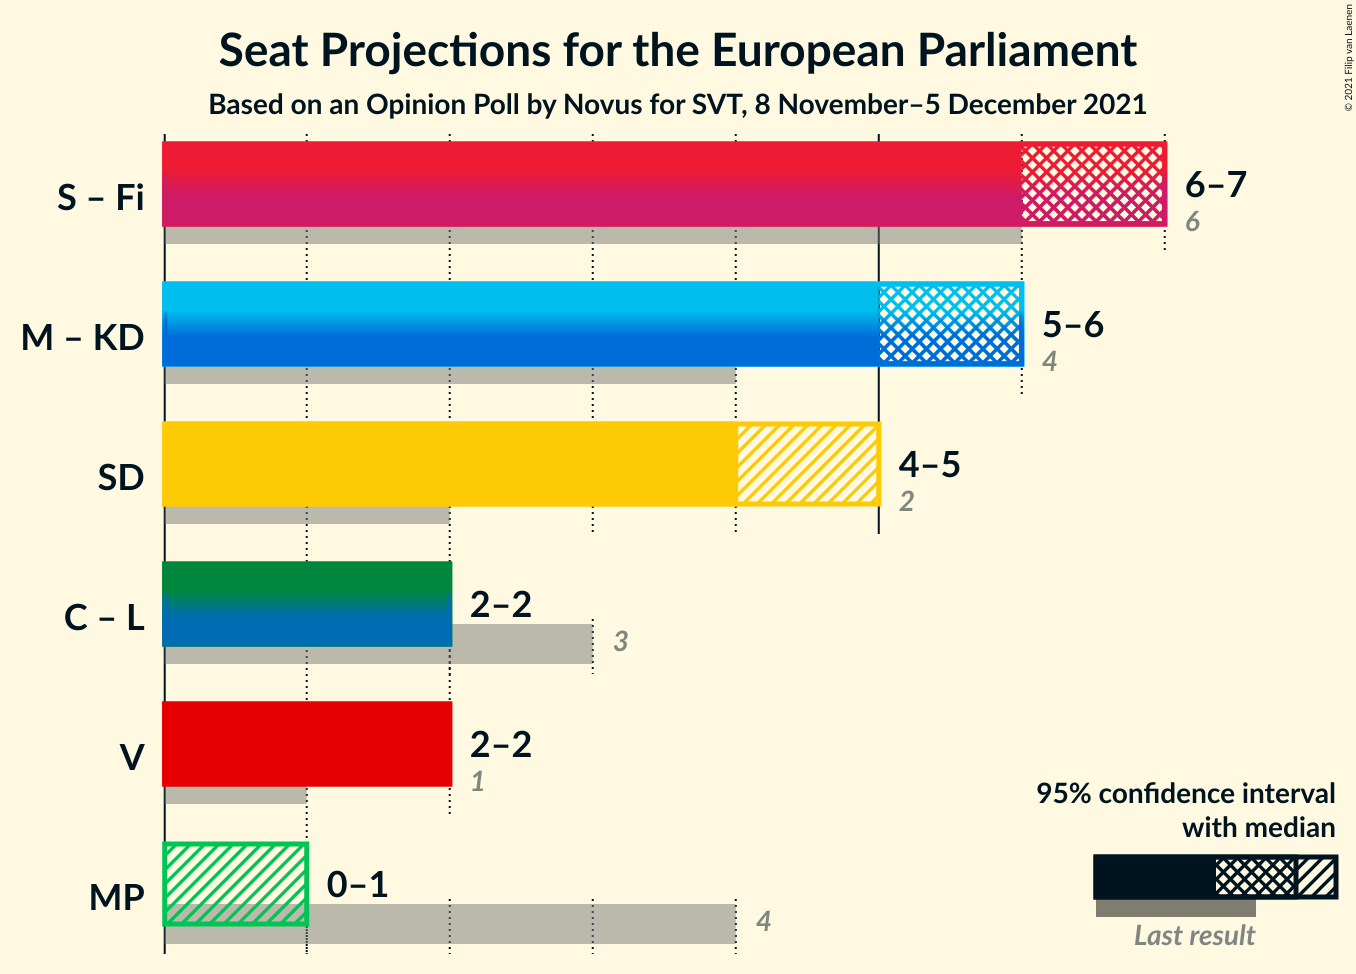 Seat Projections for the European Parliament
Based on an Opinion Poll by Novus for SVT, 8 November–5 December 2021
© 2021 Filip van Laenen
S – Fi
6–7
6
M – KD
5–6
4
SD
4–5
2
C – L
2–2
3
V
2–2
1
MP
0–1
4
95% confidence interval
with median
Last result